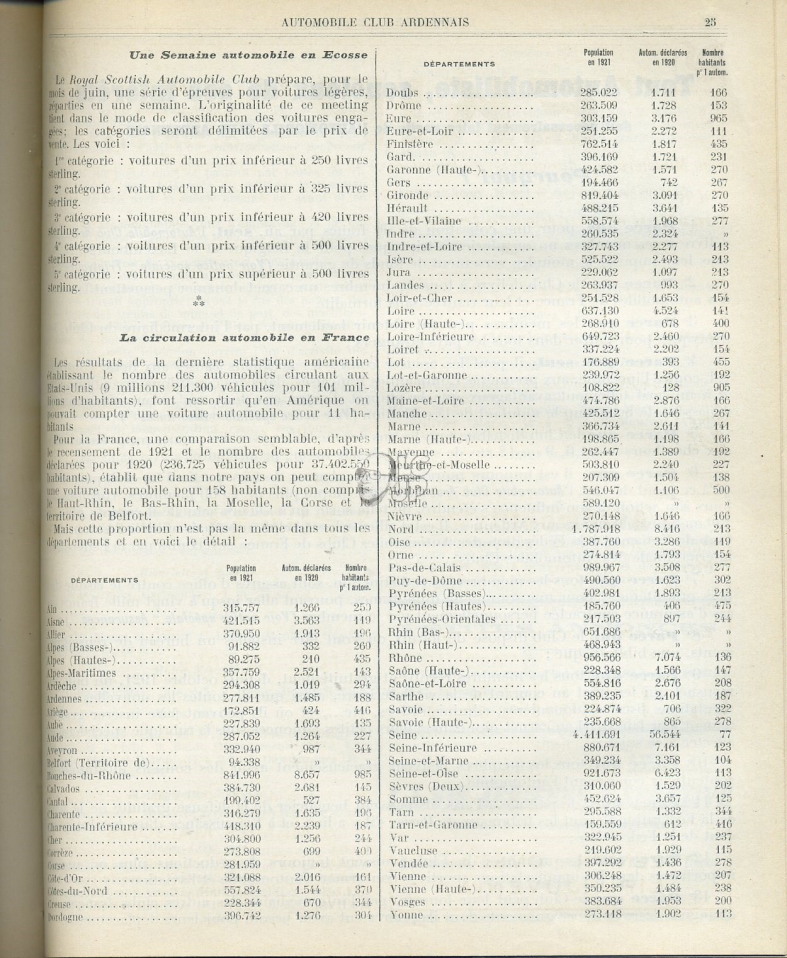 AUTOMOBILE CLUB ARDENNAIS 25
Une Semaine automobile en Ecosse
Le Royal Scottish Automobile Club prépare, pour le
mois de juin, une série d'épreuves pour voitures légères,
réparties en une semaine. L'originalité de ce meeting
tient dans le mode de classification des voitures enga-
gées; les catégories seront délimitées par le prix de
vente. Les voici :
1re catégorie : voitures d'un prix inférieur à 250 livres
sterling.
2e catégorie : voitures d'un prix inférieur à 325 livres
sterling.
3e catégorie : voitures d'un prix inférieur à 420 livres
sterling.
4e catégorie : voitures d'un prix inférieur à 500 livres
sterling.
5e catégorie : voitures d'un prix supérieur à 500 livres
sterling.
*
**
La circulation automobile en France
Les résultats de la dernière statistique américaine
établissant le nombre des automobiles circulant aux
Etats-Unis (9 millions 211.300 véhicules pour 101 mil-
lions d'habitants), font ressortir qu'en Amérique on
pouvait compter une voiture automobile pour 11 ha-
bitants.
Pour la France, une comparaison semblable, d'après
le recensement de 1921 et le nombre des automobiles
déclarées pour 1920 (236.725 véhicules pour 37.402.550
habitants), établit que dans notre pays on peut compter
une voiture automobile pour 158 habitants (non compris
le Haut-Rhin, le Bas-Rhin, la Moselle, la Corse et le
territoire de Belfort.
Mais cette proportion n'est pas la même dans tous les
départements et en voici le détail :
DÉPARTEMENTS Population en 1921 Autom. déclarées en 1920 Nombre habitants pr 1 autom.
Ain 315.757 1.266 250
Aisne 421.515 3.563 119
Allier 370.950 1.913 196
Alpes (Basses-) 91.882 332 269
Alpes (Hautes-) 89.275 210 435
Alpes-Maritimes 357.759 2.521 143
Ardèche 294.308 1.019 294
Ardennes 277.811 1.485 188
Ariège 172.851 424 416
Aube 227.839 1.693 135
Aude 287.052 1.264 227
Aveyron 332.940 987 344
Belfort (Territoire de) 94.338 » »
Bouches-du-Rhône 841.996 8.657 985
Calvados 384.730 2.681 145
Cantal 199.402 527 384
Charente 316.279 1.635 196
Charente-Inférieure 418.310 2.239 187
Cher 304.800 1.256 244
Corrèze 273.808 699 400
Corse 281.959 » »
Côte-d'Or 321.088 2.016 161
Côtes-du-Nord 557.824 1.544 370
Creuse 228.344 670 344
Dordogne 396.742 1.276 304
DÉPARTEMENTS Population en 1921 Autom. déclarées en 1920 Nombre habitants pr 1 autom.
Doubs 285.022 1.711 166
Drôme 263.509 1.728 153
Eure 303.159 3.176 965
Eure-et-Loir 251.255 2.272 111
Finistère 762.514 1.817 435
Gard 396.169 1.721 231
Garonne (Haute-) 424.582 1.571 270
Gers 194.466 742 267
Gironde 819.404 3.091 270
Hérault 488.215 3.641 135
Ille-et-Vilaine 558.574 1.968 277
Indre 260.535 2.324 »
Indre-et-Loire 327.743 2.277 143
Isère 525.522 2.493 213
Jura 229.062 1.097 213
Landes 263.937 993 270
Loir-et-Cher 251.528 1.653 154
Loire 637.130 4.524 141
Loire (Haute-) 268.910 678 400
Loire-Inférieure 649.723 2.460 270
Loiret 337.224 2.202 154
Lot 176.889 393 455
Lot-et-Garonne 239.972 1.256 192
Lozère 108.822 128 905
Maine-et-Loire 474.786 2.876 166
Manche 425.512 1.646 267
Marne 366.734 2.611 141
Marne (Haute-) 198.865 1.198 166
Mayenne 262.447 1.389 192
Meurthe-et-Moselle 503.810 2.240 227
Meuse 207.309 1.504 138
Morbihan 546.047 1.106 500
Moselle 589.120 » »
Nièvre 270.148 1.646 166
Nord 1.787.918 8.416 213
Oise 387.760 3.286 119
Orne 274.814 1.793 154
Pas-de-Calais 989.967 3.508 277
Puy-de-Dôme 490.560 1.623 302
Pyrénées (Basses) 402.981 1.893 213
Pyrénées (Hautes) 185.760 406 475
Pyrénées-Orientales 217.503 897 244
Rhin (Bas-) 651.686 » »
Rhin (Haut-) 468.943 » »
Rhône 956.566 7.074 136
Saône (Haute-) 228.348 1.566 147
Saône-et-Loire 554.816 2.676 208
Sarthe 389.235 2.101 187
Savoie 224.874 706 322
Savoie (Haute-) 235.668 865 278
Seine 4.411.691 56.544 77
Seine-Inférieure 880.671 7.161 123
Seine-et-Marne 349.234 3.358 104
Seine-et-Oise 921.673 6.423 113
Sèvres (Deux) 310.060 1.529 202
Somme 452.624 3.657 125
Tarn 295.588 1.332 344
Tarn-et-Garonne 159.559 612 416
Var 322.945 1.251 237
Vaucluse 219.602 1.929 115
Vendée 397.292 1.436 278
Vienne 306.248 1.472 207
Vienne (Haute-) 350.235 1.484 238
Vosges 383.684 1.953 200
Yonne 273.118 1.902 113